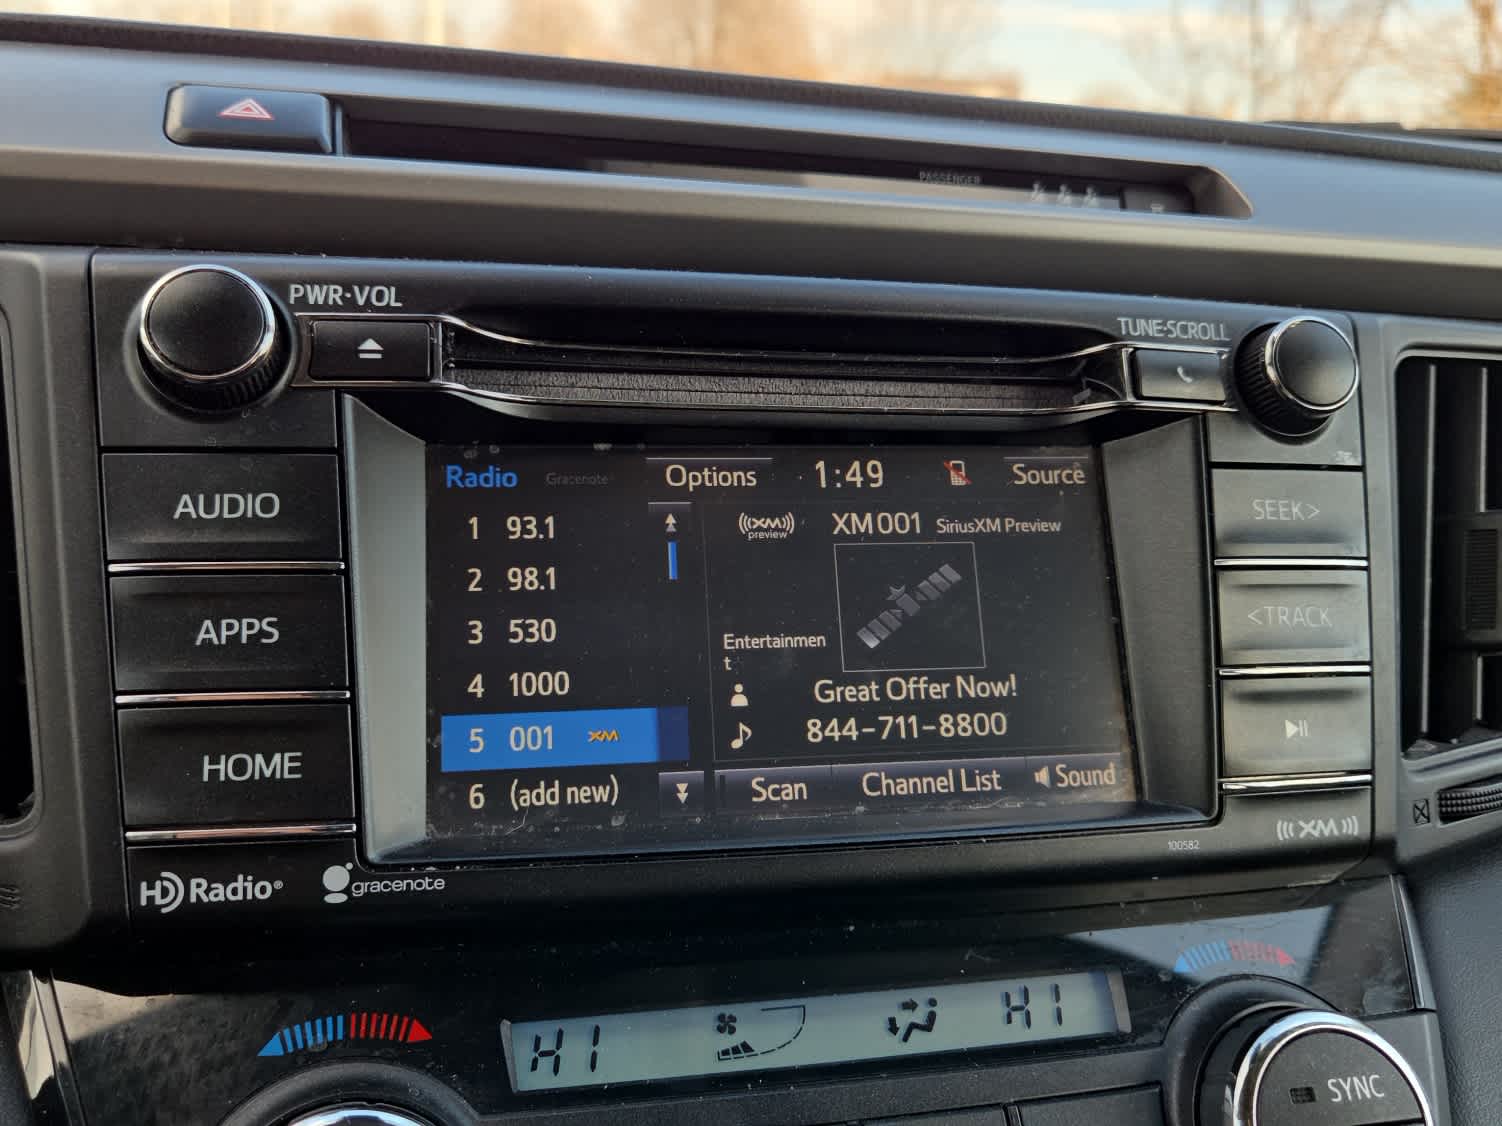 PASSENGER
PWR·VOL
TUNE·SCROLL
AUDIO
APPS
HOME
Radio
Gracenote
Options
1:49
Source
1 93.1
2 98.1
3 530
4 1000
5 001 XM
6 (add new)
((XM))
preview
XM001 SiriusXM Preview
Entertainmen
t
Great Offer Now!
844-711-8800
Scan
Channel List
Sound
SEEK>
<TRACK
((( XM )))
100582
HD Radio®
gracenote
HI
HI
SYNC